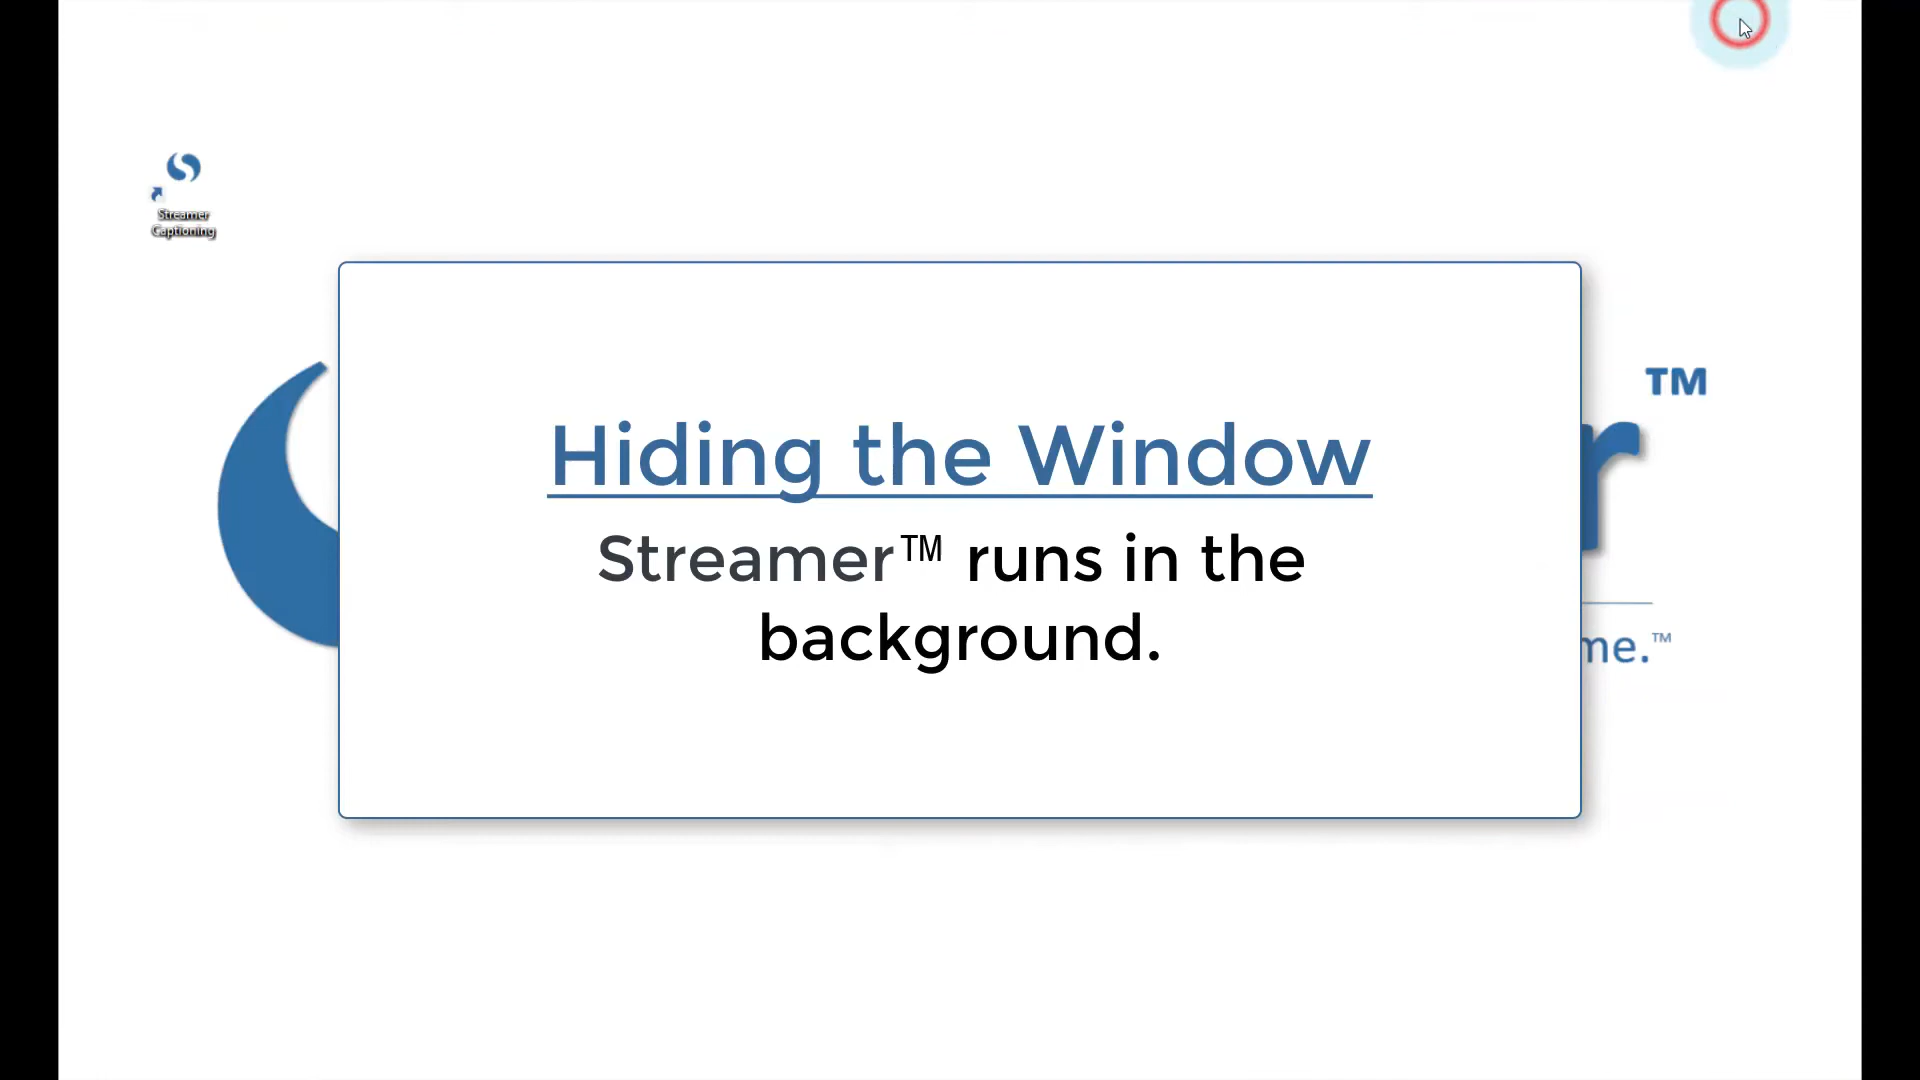 Streamer
Captioning
TM
Hiding the Window
r
Streamer™ runs in the
background.
me.™